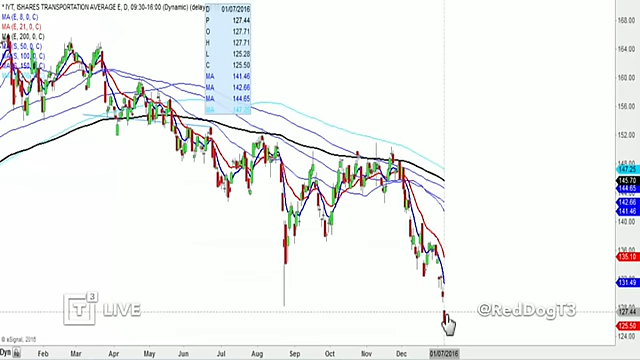 * IYT, ISHARES TRANSPORTATION AVERAGE E, D, 09:30-16:00 (Dynamic) (delay
MA (E, 8, 0, C)
MA (E, 21, 0, C)
MA (E, 200, 0, C)
(S, 50, 0, C)
(S, 100, 0, C)
D 01/07/2016
P 127.44
O 127.71
H 127.71
L 125.28
C 125.50
MA 141.46
MA 142.66
MA 144.65
MA
168.00
164.00
160.00
156.00
152.00
148.00
147.25
145.70
144.65
142.66
141.46
140.00
136.00
135.10
131.49
128.00
127.44
125.50
124.00
T3 LIVE
@RedDogT3
© eSignal, 2016
Dyn Feb Mar Apr May Jun Jul Aug Sep Oct Nov Dec 01/07/2016